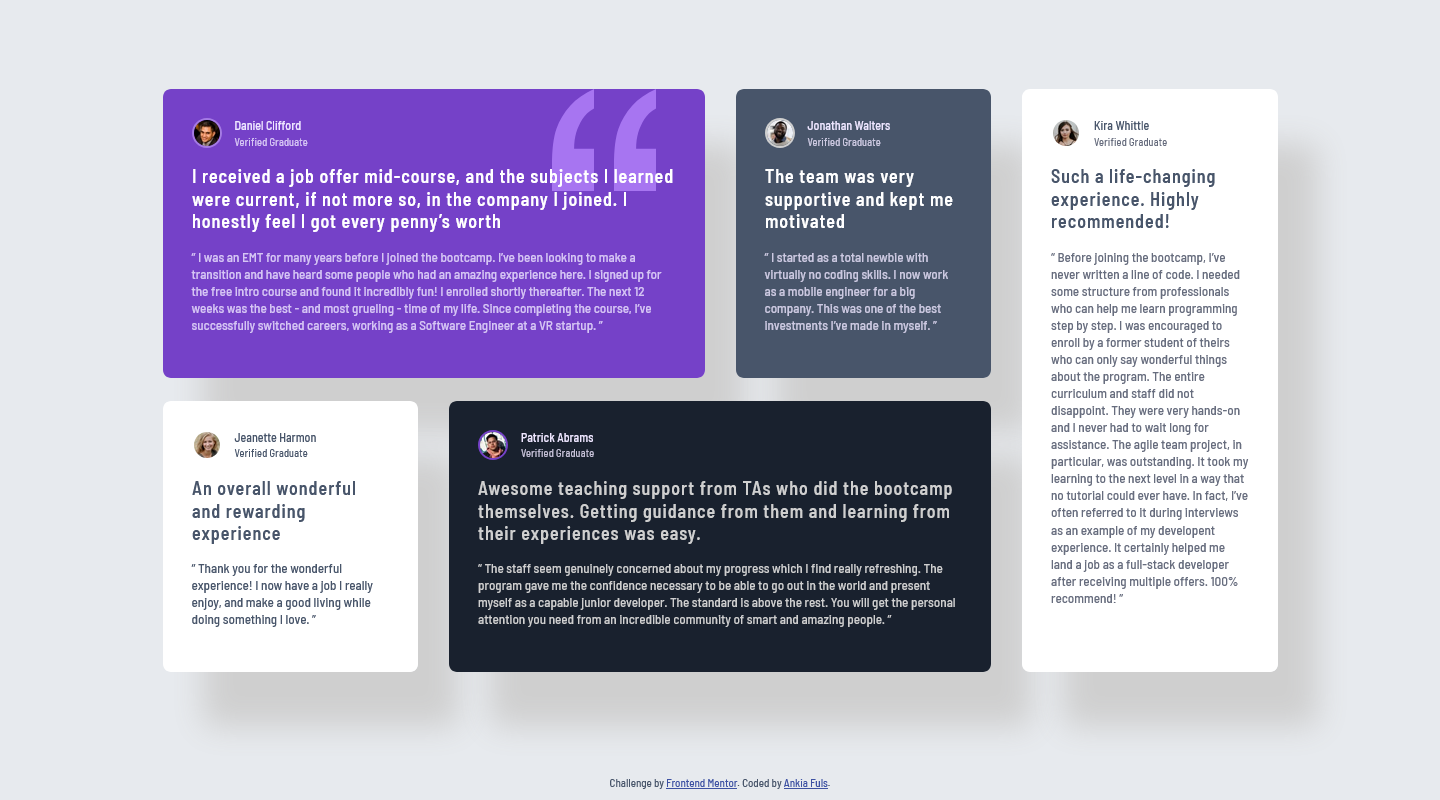 Daniel Clifford
Verified Graduate
I received a job offer mid-course, and the subjects I learned
were current, if not more so, in the company I joined. I
honestly feel I got every penny’s worth
“ I was an EMT for many years before I joined the bootcamp. I’ve been looking to make a
transition and have heard some people who had an amazing experience here. I signed up for
the free intro course and found it incredibly fun! I enrolled shortly thereafter. The next 12
weeks was the best - and most grueling - time of my life. Since completing the course, I’ve
successfully switched careers, working as a Software Engineer at a VR startup. ”
Jonathan Walters
Verified Graduate
The team was very
supportive and kept me
motivated
“ I started as a total newbie with
virtually no coding skills. I now work
as a mobile engineer for a big
company. This was one of the best
investments I’ve made in myself. ”
Kira Whittle
Verified Graduate
Such a life-changing
experience. Highly
recommended!
“ Before joining the bootcamp, I’ve
never written a line of code. I needed
some structure from professionals
who can help me learn programming
step by step. I was encouraged to
enroll by a former student of theirs
who can only say wonderful things
about the program. The entire
curriculum and staff did not
disappoint. They were very hands-on
and I never had to wait long for
assistance. The agile team project, in
particular, was outstanding. It took my
learning to the next level in a way that
no tutorial could ever have. In fact, I’ve
often referred to it during interviews
as an example of my developent
experience. It certainly helped me
land a job as a full-stack developer
after receiving multiple offers. 100%
recommend! ”
Jeanette Harmon
Verified Graduate
An overall wonderful
and rewarding
experience
“ Thank you for the wonderful
experience! I now have a job I really
enjoy, and make a good living while
doing something I love. ”
Patrick Abrams
Verified Graduate
Awesome teaching support from TAs who did the bootcamp
themselves. Getting guidance from them and learning from
their experiences was easy.
“ The staff seem genuinely concerned about my progress which I find really refreshing. The
program gave me the confidence necessary to be able to go out in the world and present
myself as a capable junior developer. The standard is above the rest. You will get the personal
attention you need from an incredible community of smart and amazing people. ”
Challenge by Frontend Mentor. Coded by Ankia Fuls.